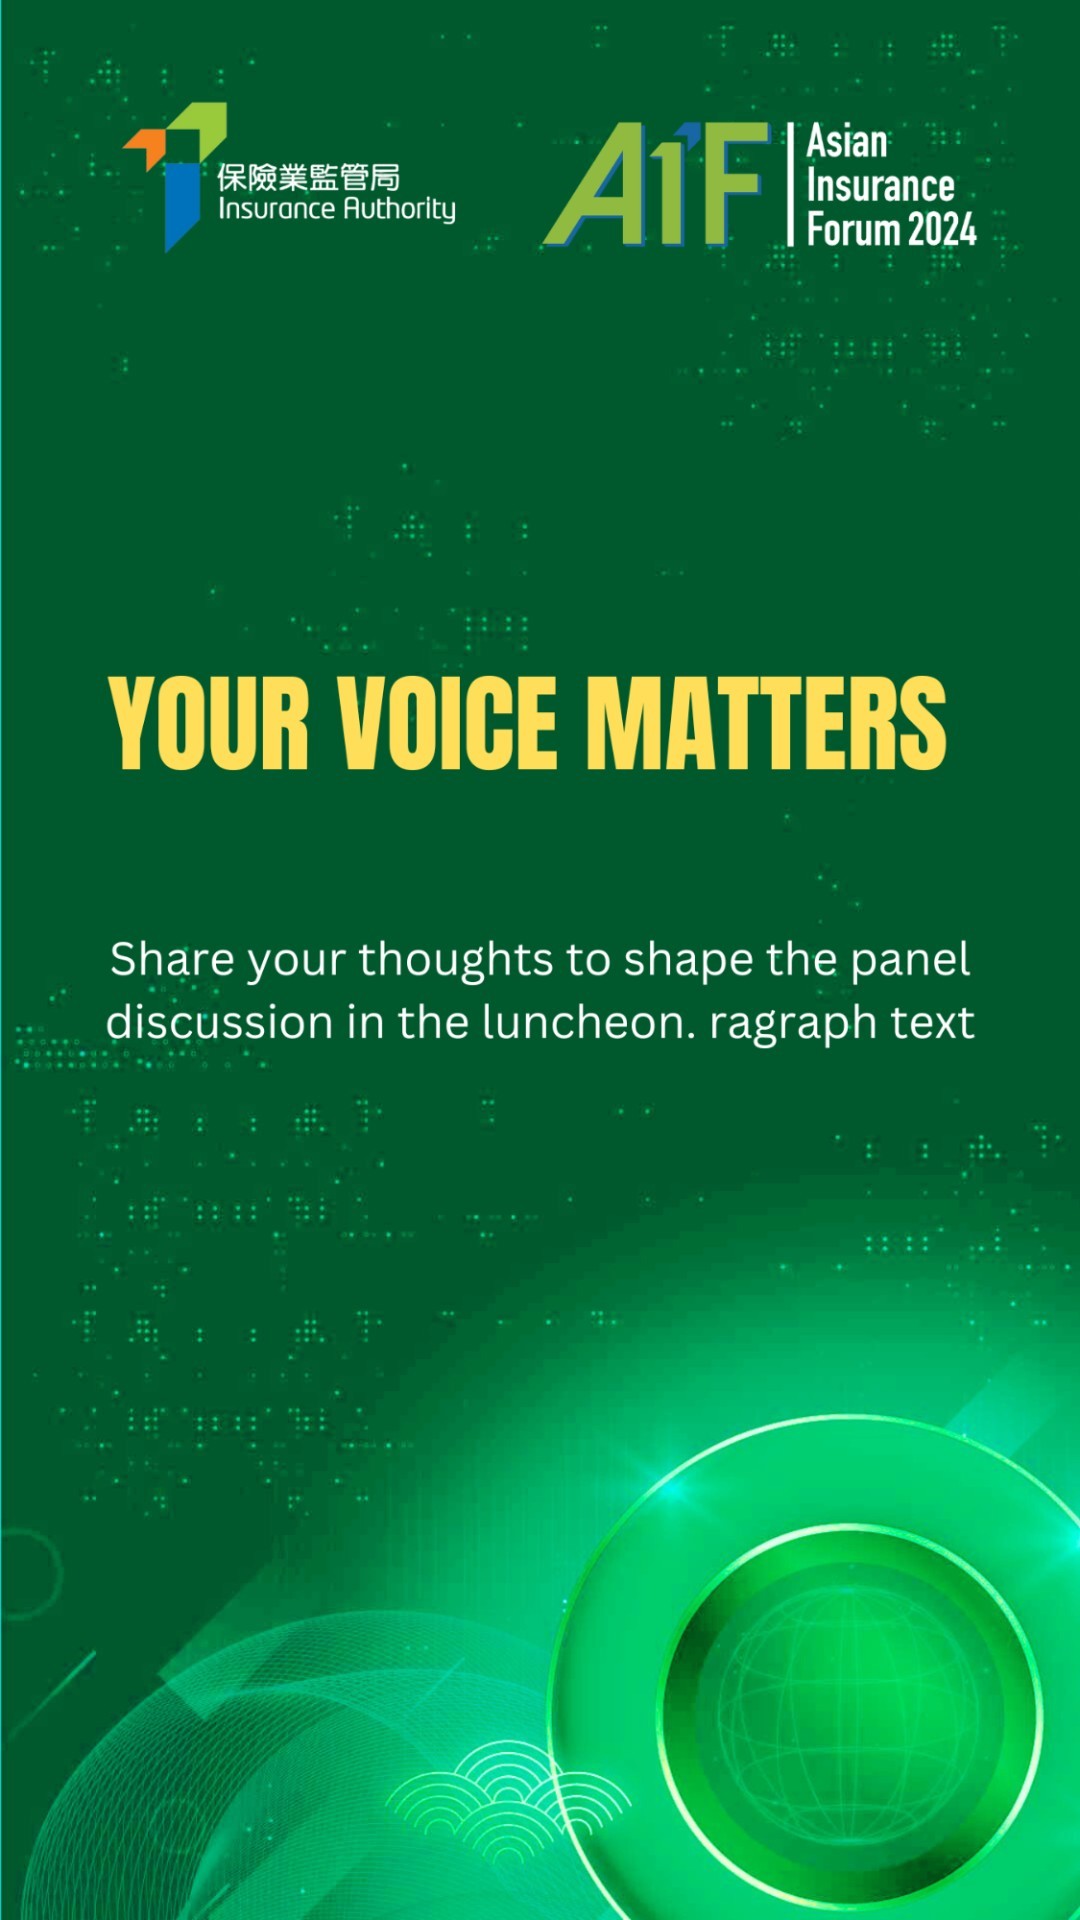 保險業監管局
Insurance Authority
AIF
Asian
Insurance
Forum 2024
YOUR VOICE MATTERS
Share your thoughts to shape the panel
discussion in the luncheon. ragraph text